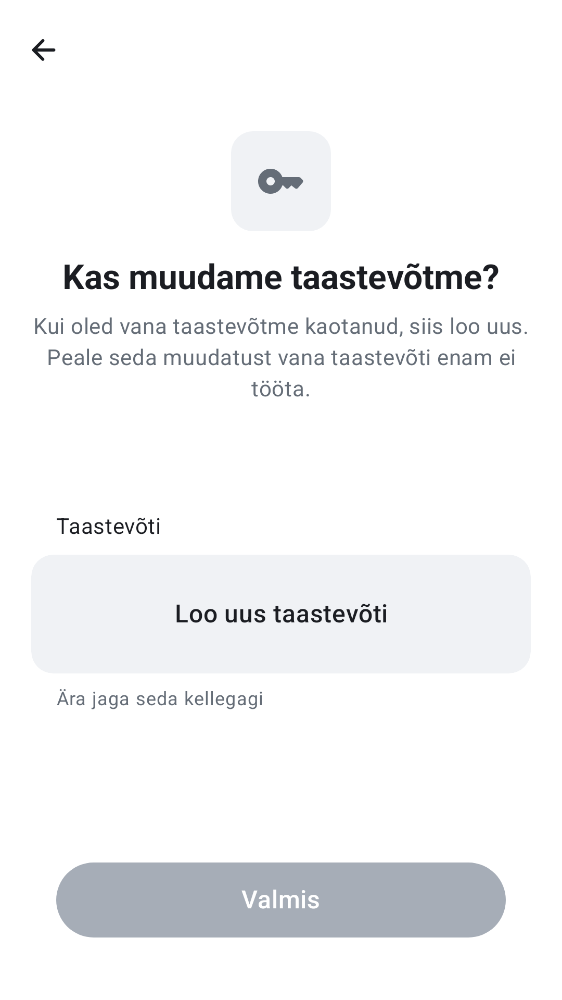 Kas muudame taastevõtme?
Kui oled vana taastevõtme kaotanud, siis loo uus.
Peale seda muudatust vana taastevõti enam ei
tööta.
Taastevõti
Loo uus taastevõti
Ära jaga seda kellegagi
Valmis